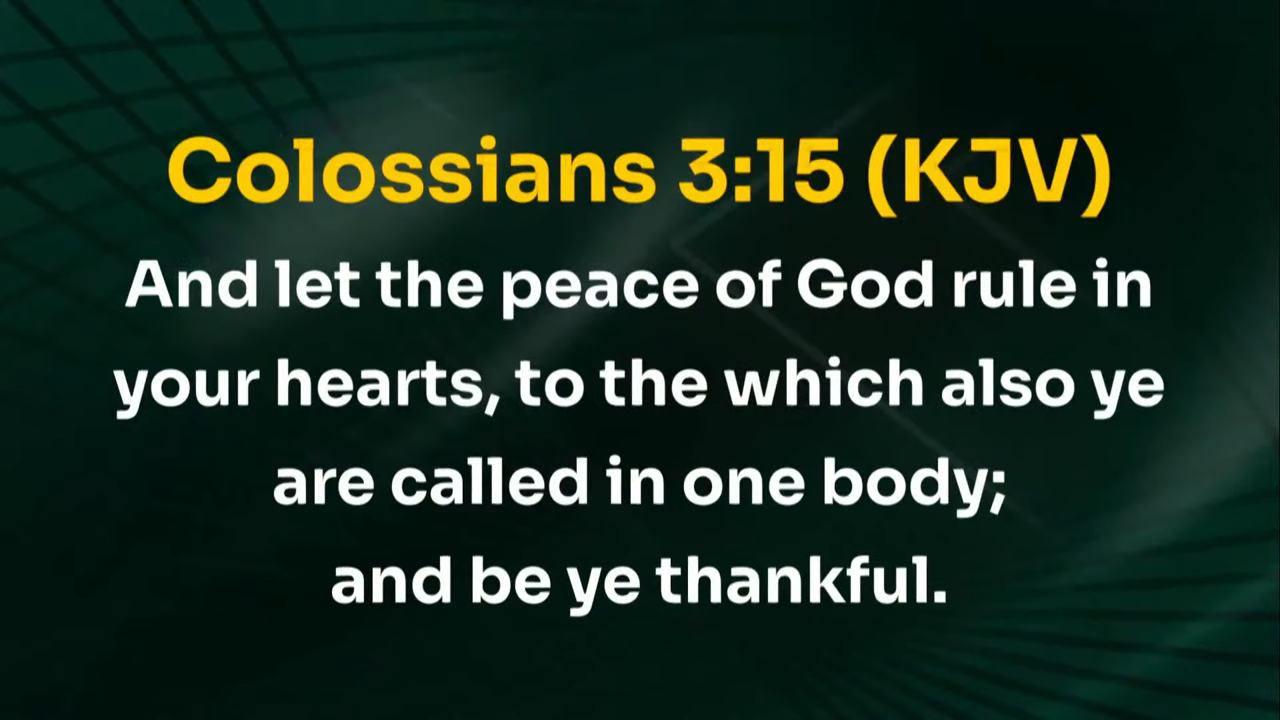 Colossians 3:15 (KJV)
And let the peace of God rule in
your hearts, to the which also ye
are called in one body;
and be ye thankful.